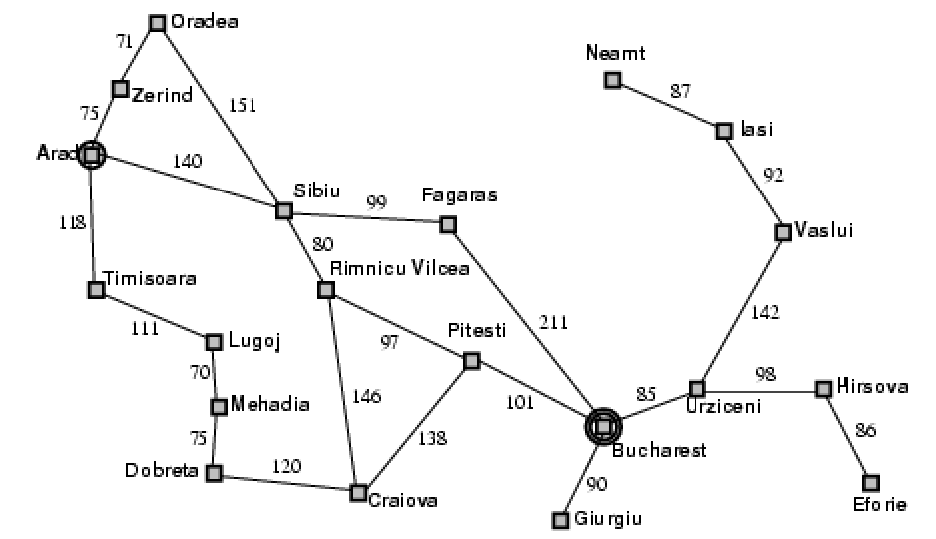 Oradea
71
Neamt
Zerind
87
151
75
Iasi
Arad
140
92
Sibiu
Fagaras
99
118
Vaslui
80
Rimnicu Vilcea
Timisoara
142
111
Pitesti
211
Lugoj
97
70
98
Hirsova
146
101
85
Urziceni
Mehadia
138
86
75
Bucharest
Dobreta
120
90
Craiova
Eforie
Giurgiu